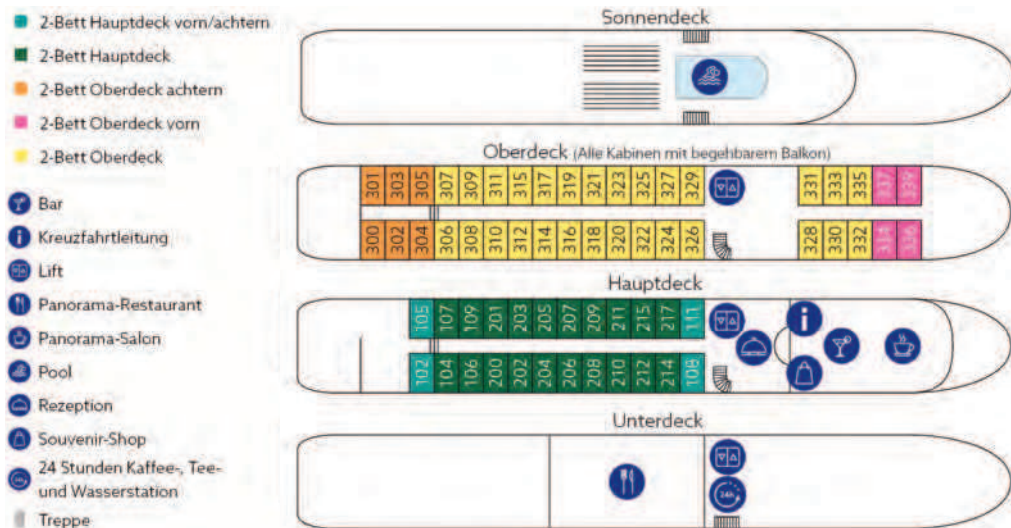 2-Bett Hauptdeck vorn/achtern
2-Bett Hauptdeck
2-Bett Oberdeck achtern
2-Bett Oberdeck vorn
2-Bett Oberdeck
Bar
Kreuzfahrtleitung
Lift
Panorama-Restaurant
Panorama-Salon
Pool
Rezeption
Souvenir-Shop
24 Stunden Kaffee-, Tee-
und Wasserstation
Treppe
Sonnendeck
Oberdeck (Alle Kabinen mit begehbarem Balkon)
301 303 305 307 309 311 315 317 319 321 323 325 327 329 331 333 335 337 339
300 302 304 306 308 310 312 314 316 318 320 322 324 326 328 330 332 334 336
Hauptdeck
105 107 109 201 203 205 207 209 211 215 217 111
i
102 104 106 200 202 204 206 208 210 212 214 108
Unterdeck
24h